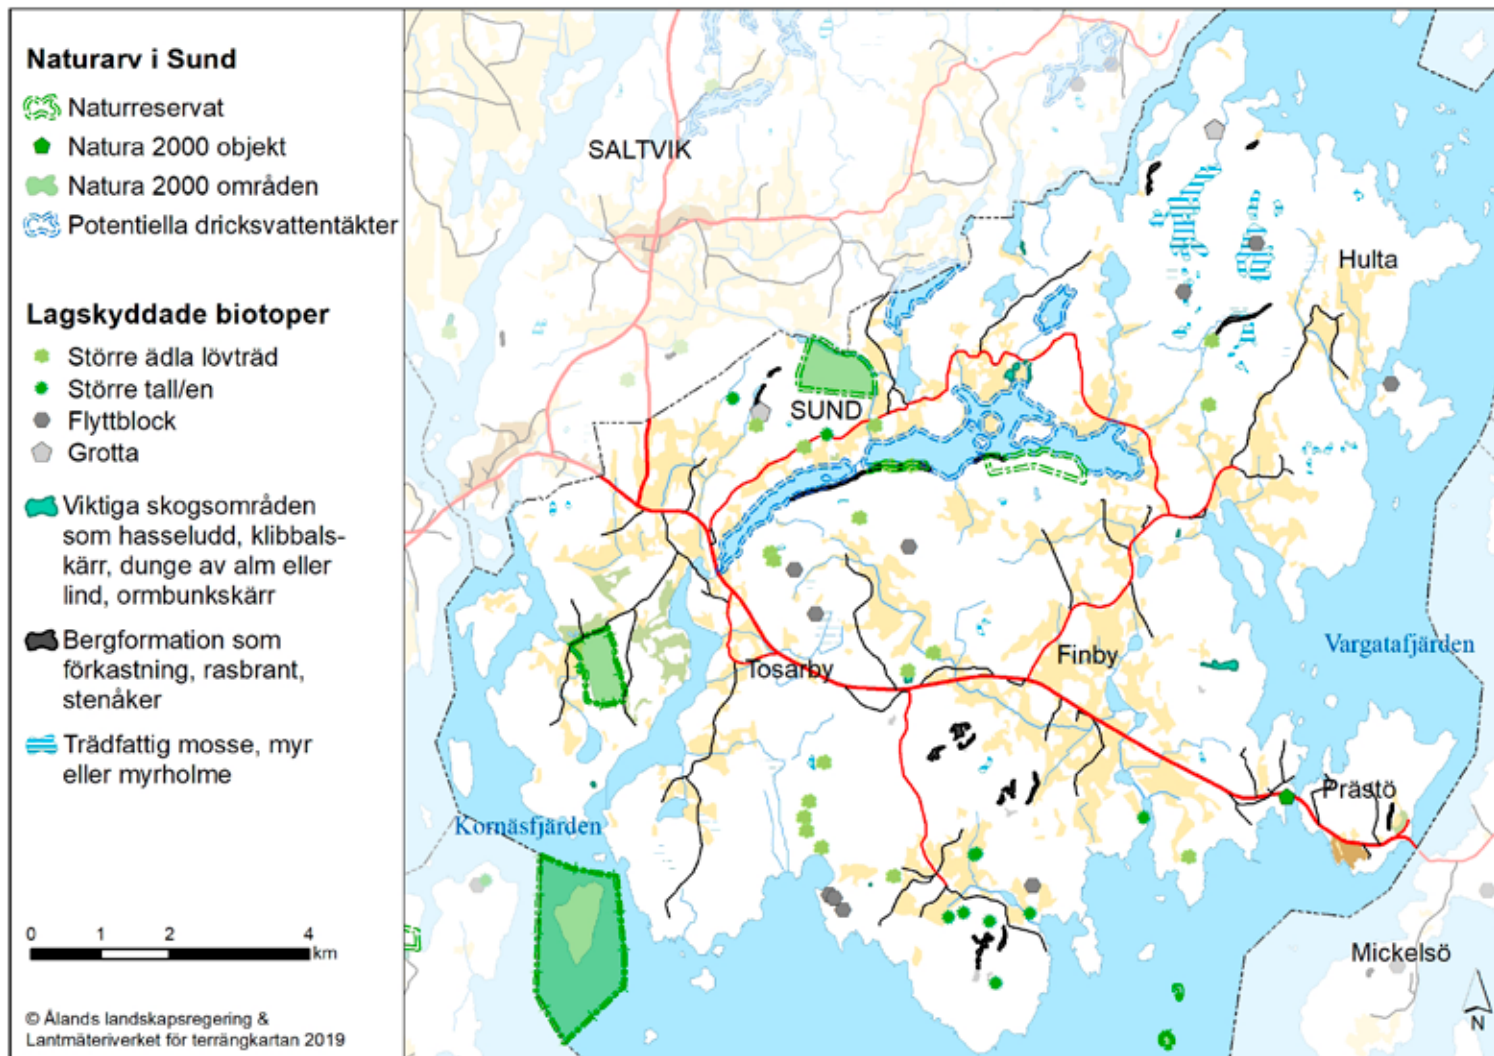 Naturarv i Sund
Naturreservat
Natura 2000 objekt
Natura 2000 områden
Potentiella dricksvattentäkter
Lagskyddade biotoper
Större ädla lövträd
Större tall/en
Flyttblock
Grotta
Viktiga skogsområden
som hasseludd, klibbals-
kärr, dunge av alm eller
lind, ormbunkskärr
Bergformation som
förkastning, rasbrant,
stenåker
Trädfattig mosse, myr
eller myrholme
0 1 2 4
km
© Ålands landskapsregering &
Lantmäteriverket för terrängkartan 2019
SALTVIK
Hulta
SUND
Vargatafjärden
Finby
Tosarby
Prästö
Kornäsfjärden
Mickelsö
N